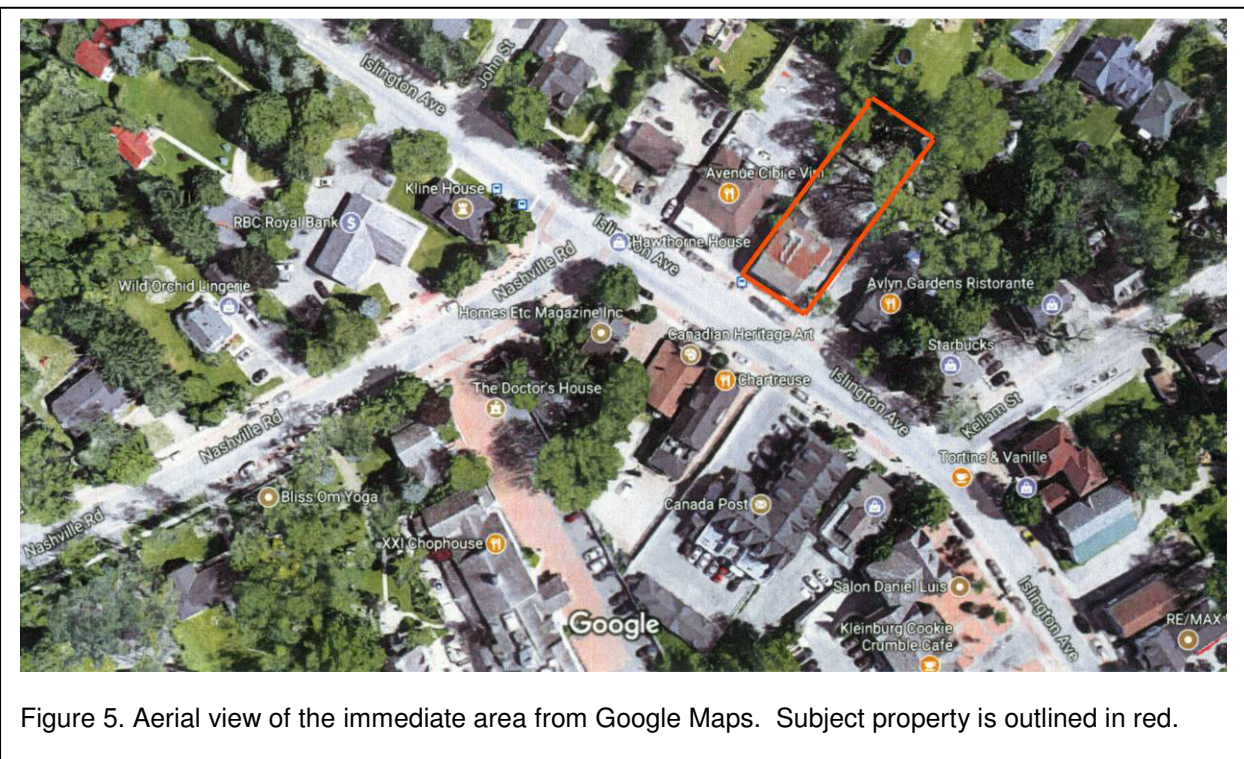 John St
Islington Ave
Kline House
Avenue Cibi e Vi
RBC Royal Bank
Islington Ave
Hawthorne House
Nashville Rd
Wild Orchid Lingerie
Avlyn Gardens Ristorante
Homes Etc Magazine Inc
Canadian Heritage Art
Starbucks
Chartreuse
Islington Ave
The Doctor's House
Kellam St
Nashville Rd
Tortine & Vanille
Bliss Om Yoga
Canada Post
Nashville Rd
XXI Chophouse
Salon Daniel Luis
Islington Ave
Google
Kleinburg Cookie
Crumble Cafe
RE/MAX
Figure 5. Aerial view of the immediate area from Google Maps. Subject property is outlined in red.